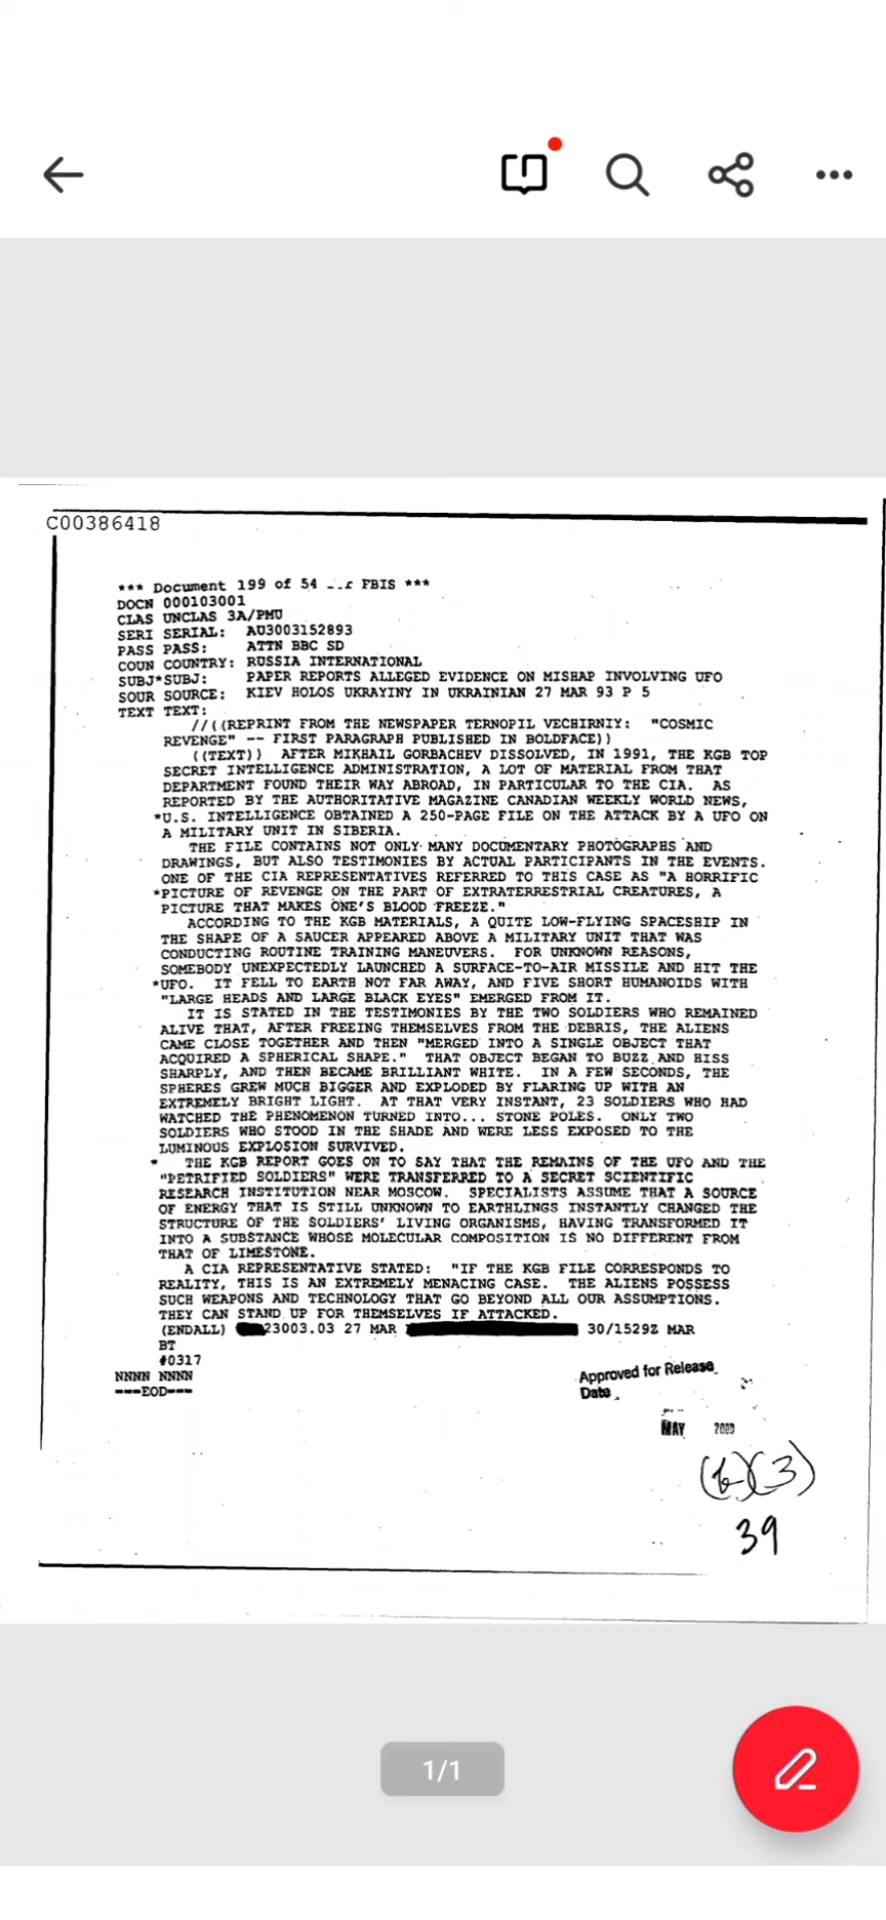 C00386418
*** Document 199 of 54 FBIS ***
DOCN 000103001
CLAS UNCLAS 3A/PMU
SERI SERIAL: AU3003152893
PASS PASS: ATTN BBC SD
COUN COUNTRY: RUSSIA INTERNATIONAL
SUBJ*SUBJ: PAPER REPORTS ALLEGED EVIDENCE ON MISHAP INVOLVING UFO
SOUR SOURCE: KIEV HOLOS UKRAYINY IN UKRAINIAN 27 MAR 93 P 5
TEXT TEXT:
//((REPRINT FROM THE NEWSPAPER TERNOPIL VECHIRNIY: "COSMIC
REVENGE" -- FIRST PARAGRAPH PUBLISHED IN BOLDFACE))
((TEXT)) AFTER MIKHAIL GORBACHEV DISSOLVED, IN 1991, THE KGB TOP
SECRET INTELLIGENCE ADMINISTRATION, A LOT OF MATERIAL FROM THAT
DEPARTMENT FOUND THEIR WAY ABROAD, IN PARTICULAR TO THE CIA. AS
REPORTED BY THE AUTHORITATIVE MAGAZINE CANADIAN WEEKLY WORLD NEWS,
*U.S. INTELLIGENCE OBTAINED A 250-PAGE FILE ON THE ATTACK BY A UFO ON
A MILITARY UNIT IN SIBERIA.
THE FILE CONTAINS NOT ONLY MANY DOCUMENTARY PHOTOGRAPHS AND
DRAWINGS, BUT ALSO TESTIMONIES BY ACTUAL PARTICIPANTS IN THE EVENTS.
ONE OF THE CIA REPRESENTATIVES REFERRED TO THIS CASE AS "A HORRIFIC
*PICTURE OF REVENGE ON THE PART OF EXTRATERRESTRIAL CREATURES, A
PICTURE THAT MAKES ONE'S BLOOD FREEZE."
ACCORDING TO THE KGB MATERIALS, A QUITE LOW-FLYING SPACESHIP IN
THE SHAPE OF A SAUCER APPEARED ABOVE A MILITARY UNIT THAT WAS
CONDUCTING ROUTINE TRAINING MANEUVERS. FOR UNKNOWN REASONS,
SOMEBODY UNEXPECTEDLY LAUNCHED A SURFACE-TO-AIR MISSILE AND HIT THE
*UFO. IT FELL TO EARTH NOT FAR AWAY, AND FIVE SHORT HUMANOIDS WITH
"LARGE HEADS AND LARGE BLACK EYES" EMERGED FROM IT.
IT IS STATED IN THE TESTIMONIES BY THE TWO SOLDIERS WHO REMAINED
ALIVE THAT, AFTER FREEING THEMSELVES FROM THE DEBRIS, THE ALIENS
CAME CLOSE TOGETHER AND THEN "MERGED INTO A SINGLE OBJECT THAT
ACQUIRED A SPHERICAL SHAPE." THAT OBJECT BEGAN TO BUZZ AND HISS
SHARPLY, AND THEN BECAME BRILLIANT WHITE. IN A FEW SECONDS, THE
SPHERES GREW MUCH BIGGER AND EXPLODED BY FLARING UP WITH AN
EXTREMELY BRIGHT LIGHT. AT THAT VERY INSTANT, 23 SOLDIERS WHO HAD
WATCHED THE PHENOMENON TURNED INTO... STONE POLES. ONLY TWO
SOLDIERS WHO STOOD IN THE SHADE AND WERE LESS EXPOSED TO THE
LUMINOUS EXPLOSION SURVIVED.
* THE KGB REPORT GOES ON TO SAY THAT THE REMAINS OF THE UFO AND THE
"PETRIFIED SOLDIERS" WERE TRANSFERRED TO A SECRET SCIENTIFIC
RESEARCH INSTITUTION NEAR MOSCOW. SPECIALISTS ASSUME THAT A SOURCE
OF ENERGY THAT IS STILL UNKNOWN TO EARTHLINGS INSTANTLY CHANGED THE
STRUCTURE OF THE SOLDIERS' LIVING ORGANISMS, HAVING TRANSFORMED IT
INTO A SUBSTANCE WHOSE MOLECULAR COMPOSITION IS NO DIFFERENT FROM
THAT OF LIMESTONE.
A CIA REPRESENTATIVE STATED: "IF THE KGB FILE CORRESPONDS TO
REALITY, THIS IS AN EXTREMELY MENACING CASE. THE ALIENS POSSESS
SUCH WEAPONS AND TECHNOLOGY THAT GO BEYOND ALL OUR ASSUMPTIONS.
THEY CAN STAND UP FOR THEMSELVES IF ATTACKED.
(ENDALL) 23003.03 27 MAR 30/1529Z MAR
BT
#0317
NNNN NNNN
---EOD---
Approved for Release
Date
MAY 2000
(b)(3)
39
1/1